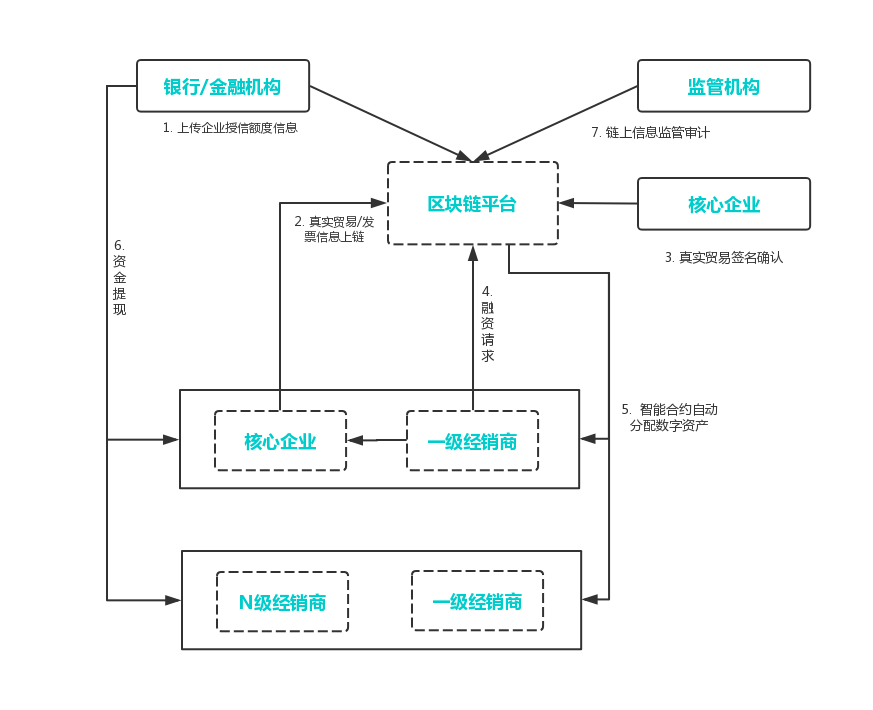 银行/金融机构
监管机构
1. 上传企业授信额度信息
7. 链上信息监管审计
区块链平台
核心企业
2. 真实贸易/发
票信息上链
3. 真实贸易签名确认
6.
资
金
提
现
4.
融
资
请
求
5. 智能合约自动
分配数字资产
核心企业
一级经销商
N级经销商
一级经销商